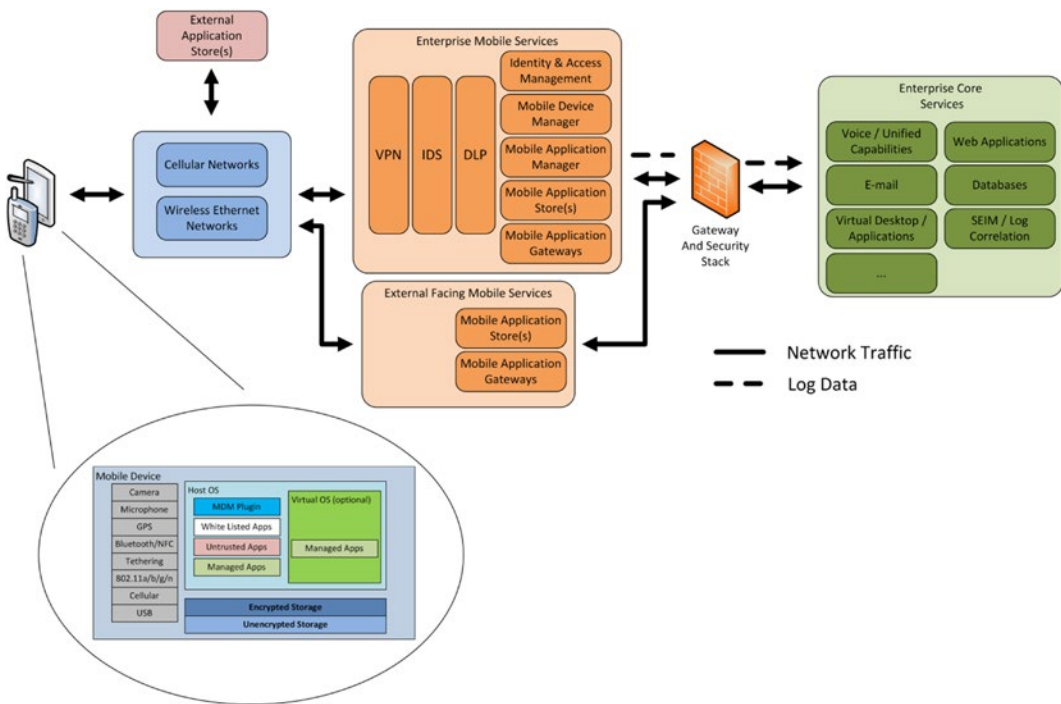 External
Application
Store(s)
Cellular Networks
Wireless Ethernet
Networks
Enterprise Mobile Services
VPN
IDS
DLP
Identity & Access
Management
Mobile Device
Manager
Mobile Application
Manager
Mobile Application
Store(s)
Mobile Application
Gateways
External Facing Mobile Services
Mobile Application
Store(s)
Mobile Application
Gateways
Gateway
And Security
Stack
Enterprise Core
Services
Voice / Unified
Capabilities
Web Applications
E-mail
Databases
Virtual Desktop /
Applications
SEIM / Log
Correlation
...
Network Traffic
Log Data
Mobile Device
Camera
Microphone
GPS
Bluetooth/NFC
Tethering
802.11a/b/g/n
Cellular
USB
Host OS
MDM Plugin
White Listed Apps
Untrusted Apps
Managed Apps
Virtual OS (optional)
Managed Apps
Encrypted Storage
Unencrypted Storage